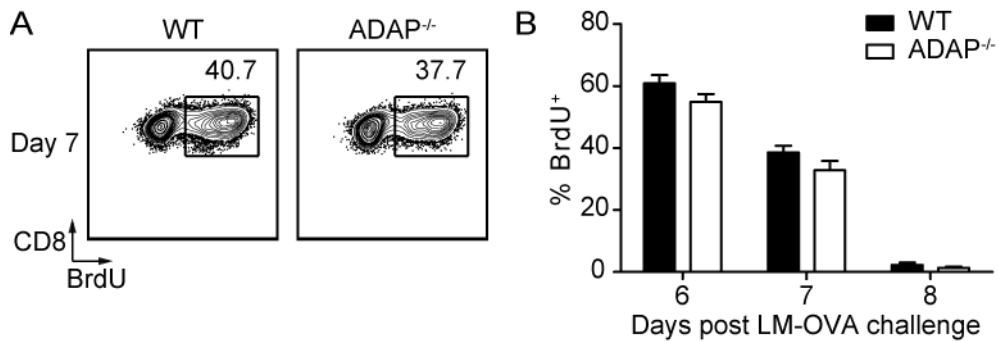 A
WT
ADAP-/-
40.7
37.7
Day 7
CD8
BrdU
B
WT
ADAP-/-
% BrdU+
80
60
40
20
0
6 7 8
Days post LM-OVA challenge